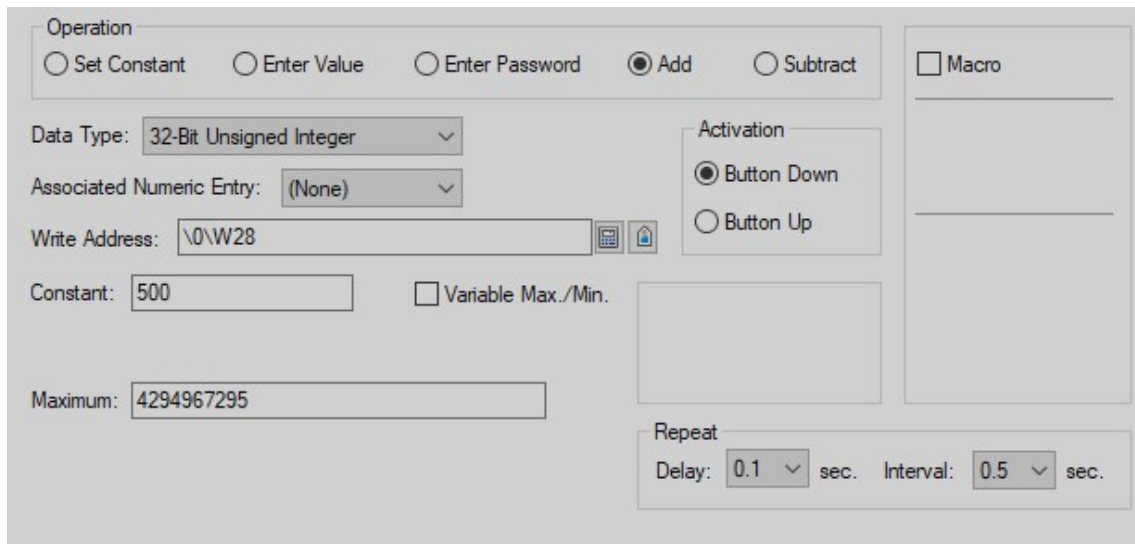 Operation
Set Constant Enter Value Enter Password Add Subtract
Macro
Data Type: 32-Bit Unsigned Integer
Activation
Button Down
Button Up
Associated Numeric Entry: (None)
Write Address: \0\W28
Constant: 500
Variable Max./Min.
Maximum: 4294967295
Repeat
Delay: 0.1 sec. Interval: 0.5 sec.